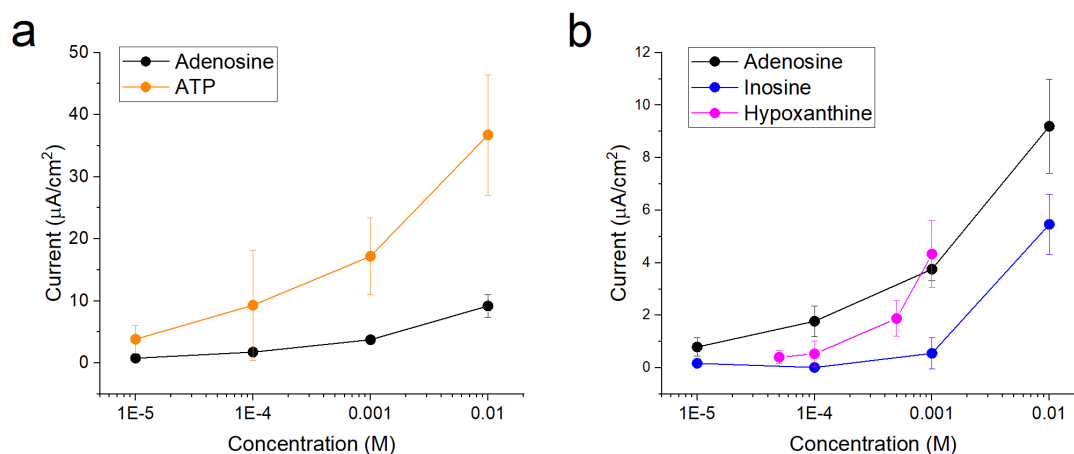 a
Adenosine
ATP
50
40
30
20
10
0
Current (μA/cm²)
1E-5 1E-4 0.001 0.01
Concentration (M)
b
Adenosine
Inosine
Hypoxanthine
12
10
8
6
4
2
0
Current (μA/cm²)
1E-5 1E-4 0.001 0.01
Concentration (M)